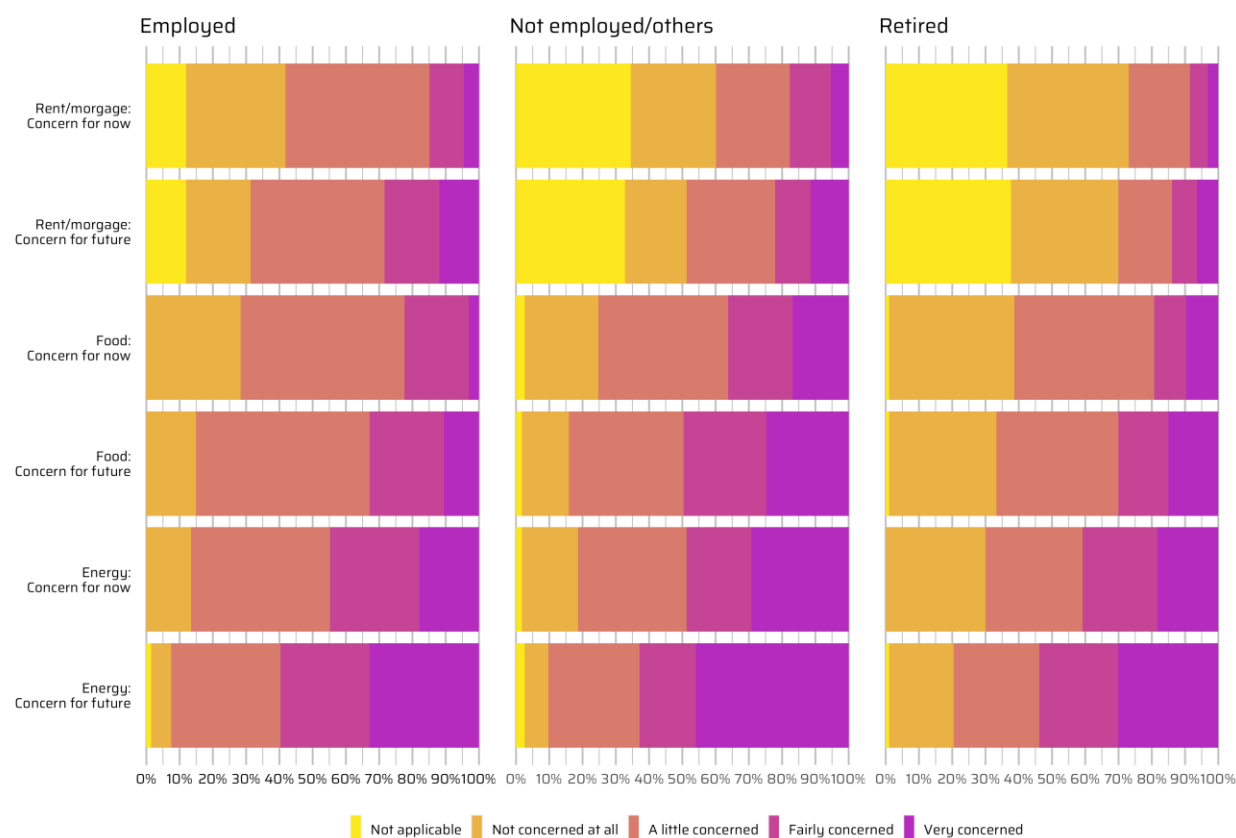 Employed
Not employed/others
Retired
Rent/morgage:
Concern for now
Rent/morgage:
Concern for future
Food:
Concern for now
Food:
Concern for future
Energy:
Concern for now
Energy:
Concern for future
0% 10% 20% 30% 40% 50% 60% 70% 80% 90% 100%
0% 10% 20% 30% 40% 50% 60% 70% 80% 90% 100%
0% 10% 20% 30% 40% 50% 60% 70% 80% 90% 100%
Not applicable Not concerned at all A little concerned Fairly concerned Very concerned